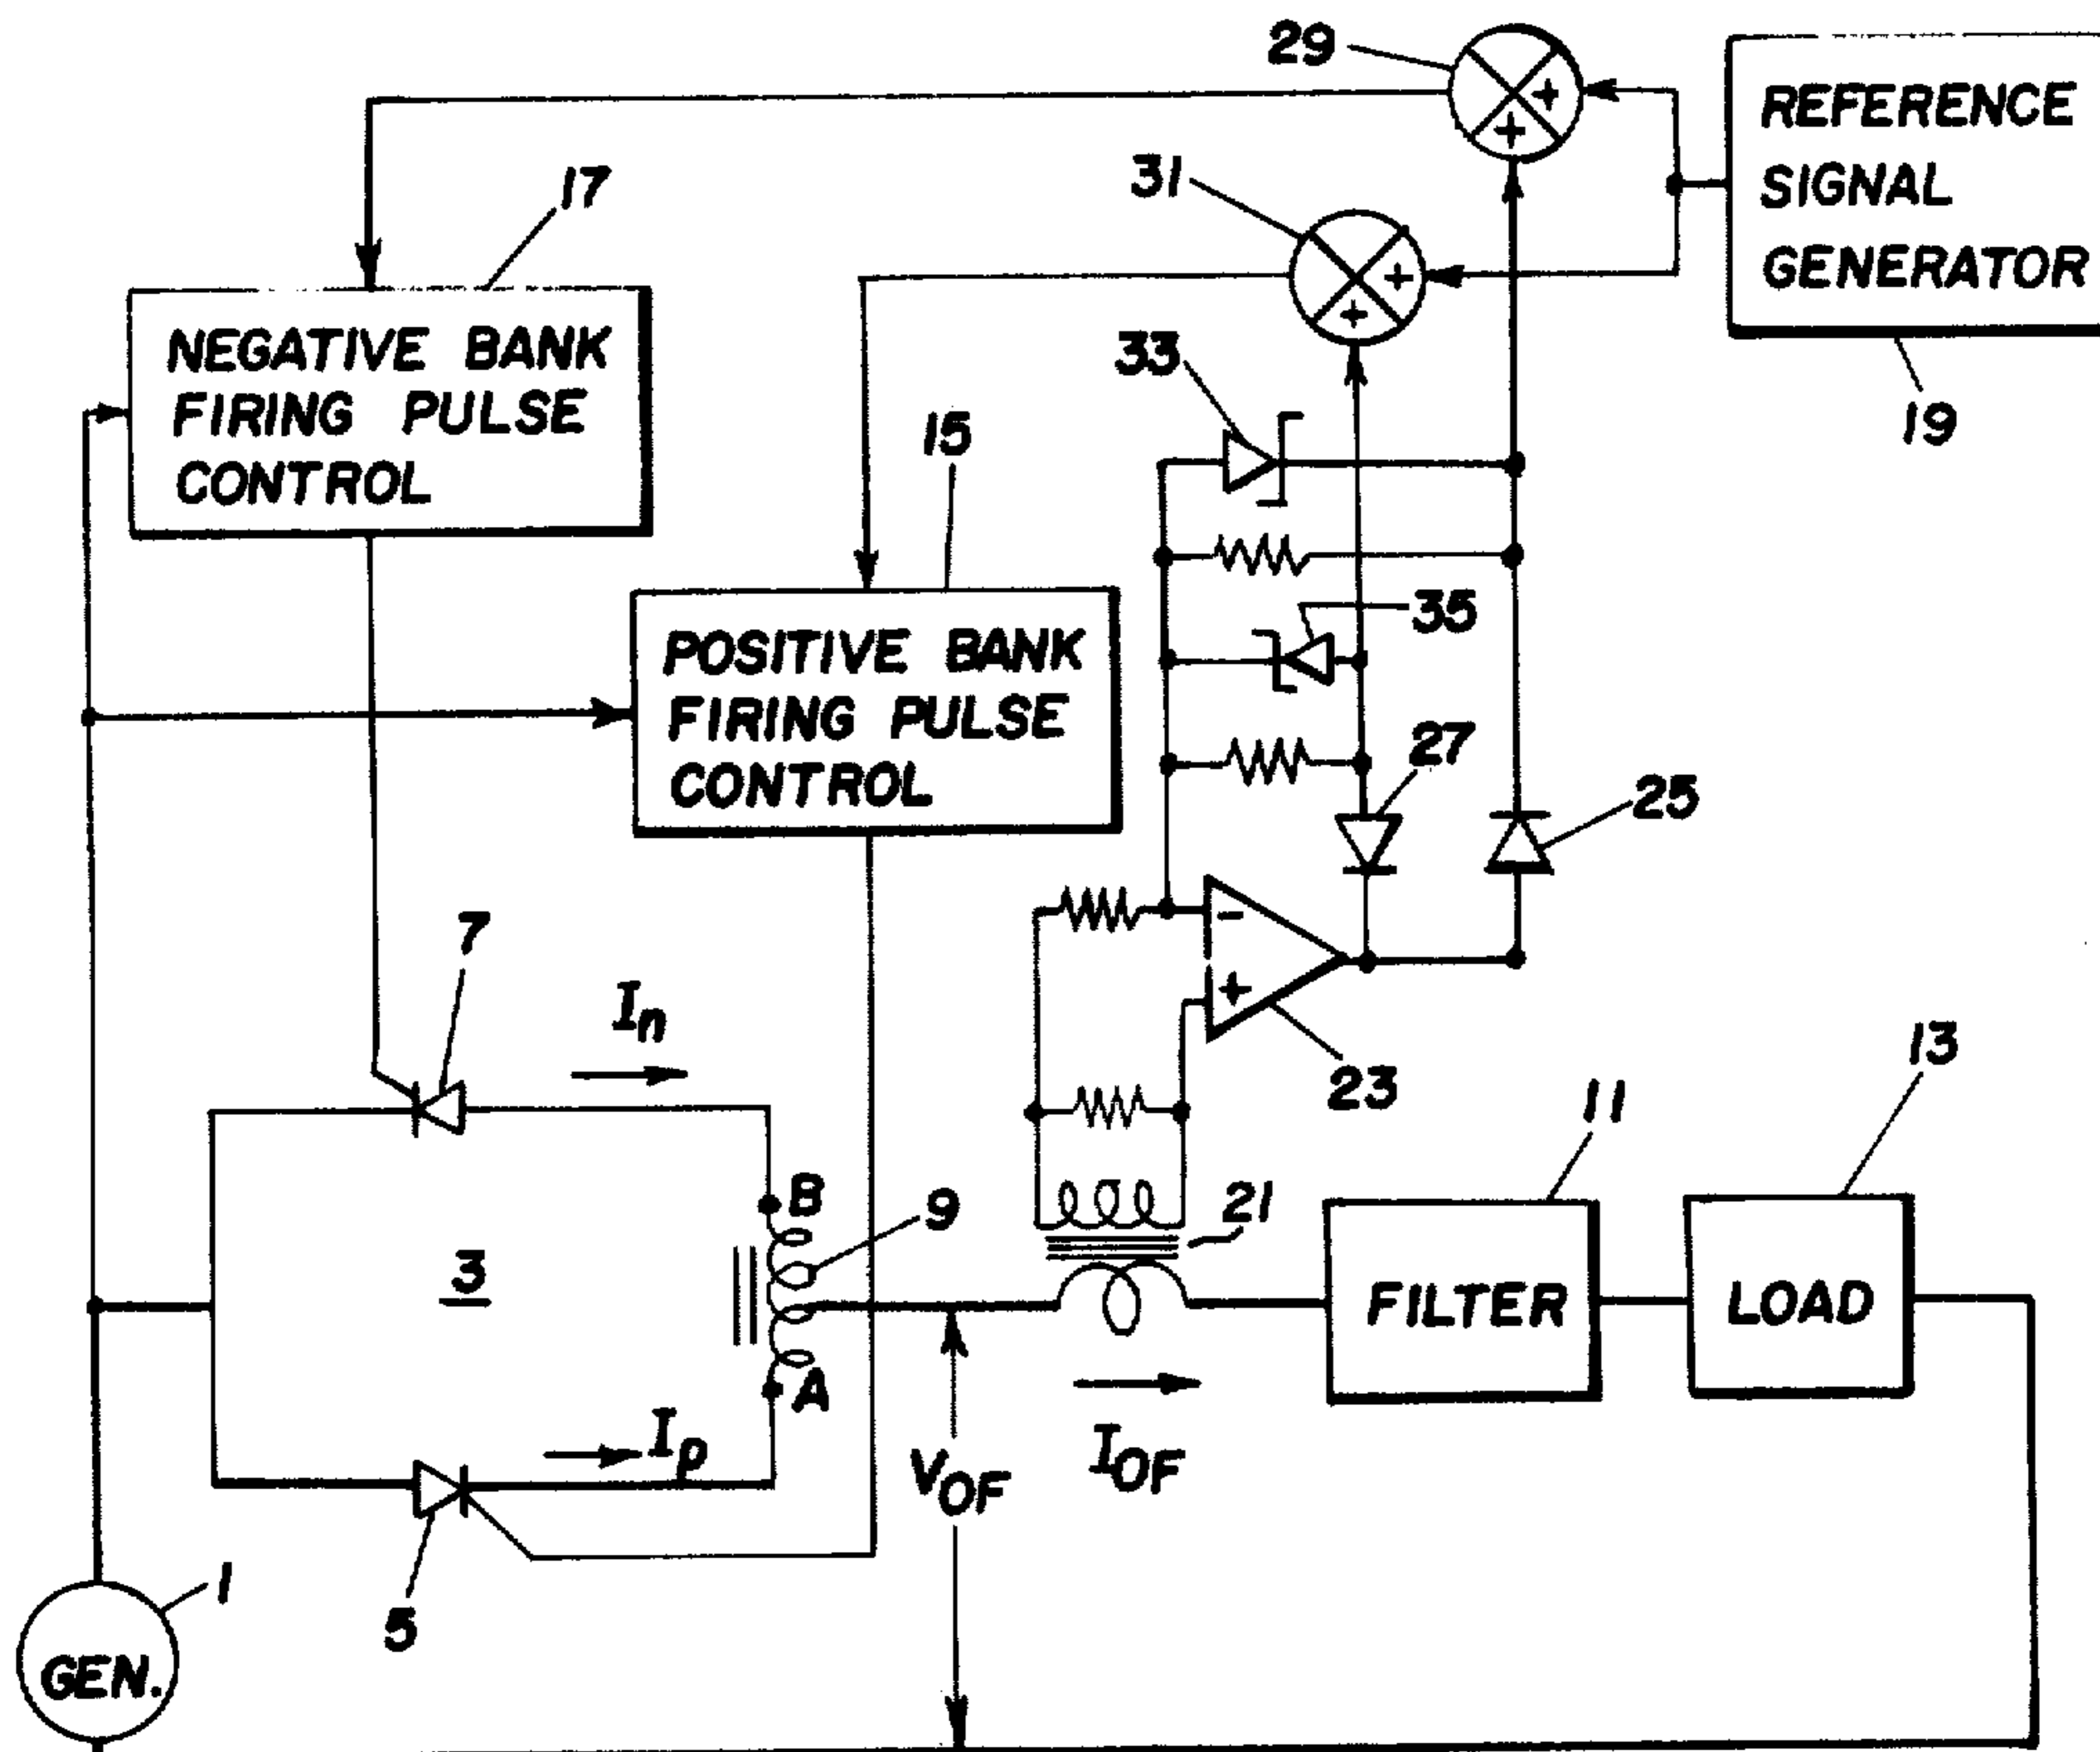 29
REFERENCE
SIGNAL
GENERATOR
31
+
+
+
+
17
33
19
NEGATIVE BANK
FIRING PULSE
CONTROL
15
35
POSITIVE BANK
FIRING PULSE
CONTROL
27
25
7
-
+
In
23
13
11
B
9
21
3
FILTER
LOAD
A
Ip
VOF
IOF
1
5
GEN.